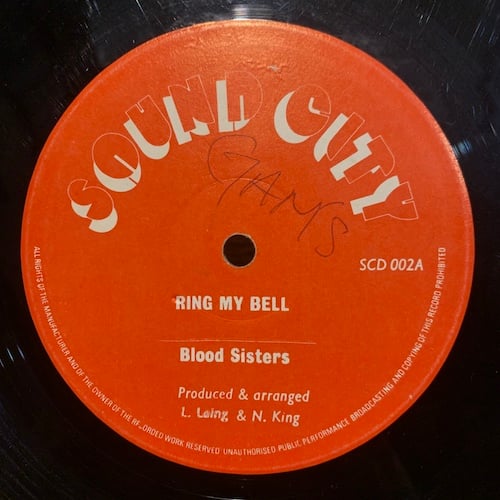 SOUND CITY
GAMS
SCD 002A
RING MY BELL
Blood Sisters
Produced & arranged
L. Laing, & N. King
ALL RIGHTS OF THE MANUFACTURER AND OF THE OWNER OF THE RECORDED WORK RESERVED UNAUTHORISED PUBLIC PERFORMANCE BROADCASTING AND COPYING OF THIS RECORD PROHIBITED